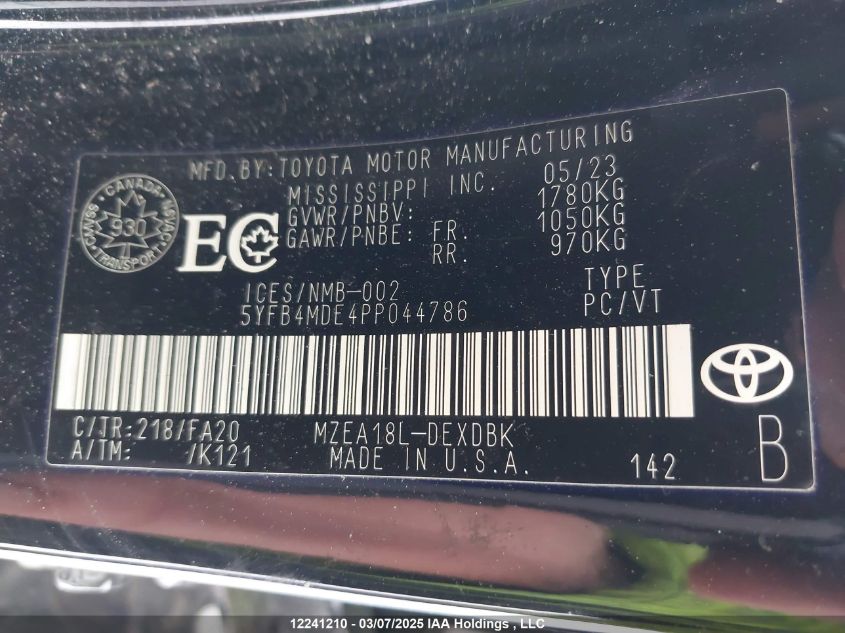 MFD. BY: TOYOTA MOTOR MANUFACTURING
MISSISSIPPI INC. 05/23
GVWR/PNBV: 1780KG
GAWR/PNBE: FR. 1050KG
RR. 970KG
CANADA
930
TRANSPORT
EC
ICES/NMB-002
5YFB4MDE4PP044786
TYPE
PC/VT
C/TR: 218/FA20 MZEA18L-DEXDBK
A/TM: /K121 MADE IN U.S.A. 142 B
12241210 - 03/07/2025 IAA Holdings , LLC